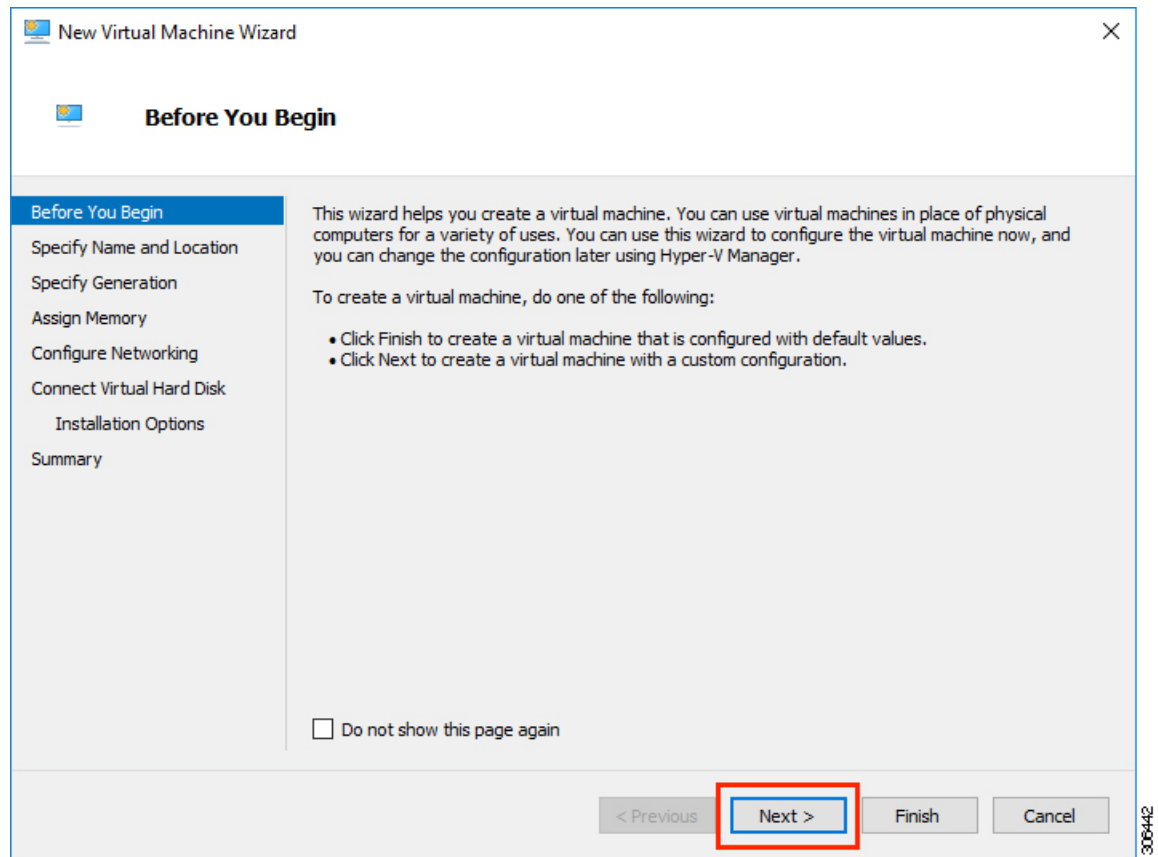 New Virtual Machine Wizard
Before You Begin
Before You Begin
Specify Name and Location
Specify Generation
Assign Memory
Configure Networking
Connect Virtual Hard Disk
Installation Options
Summary
This wizard helps you create a virtual machine. You can use virtual machines in place of physical
computers for a variety of uses. You can use this wizard to configure the virtual machine now, and
you can change the configuration later using Hyper-V Manager.
To create a virtual machine, do one of the following:
• Click Finish to create a virtual machine that is configured with default values.
• Click Next to create a virtual machine with a custom configuration.
Do not show this page again
< Previous
Next >
Finish
Cancel
306442